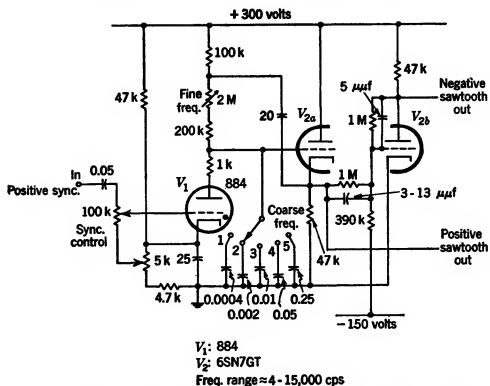 + 300 volts
100 k
47 k
Fine
freq.
2 M
200 k
20
47 k
5 μμf
Negative
sawtooth
out
V2a
1 M
V2b
1 k
V1
884
In
0.05
Positive sync.
100 k
Sync.
control
5 k
25
4.7 k
1
2
3
4
5
Coarse
freq.
1 M
3 - 13 μμf
390 k
47 k
Positive
sawtooth
out
0.0004
0.01
0.25
0.002
0.05
− 150 volts
V1: 884
V2: 6SN7GT
Freq. range ≈ 4 - 15,000 cps